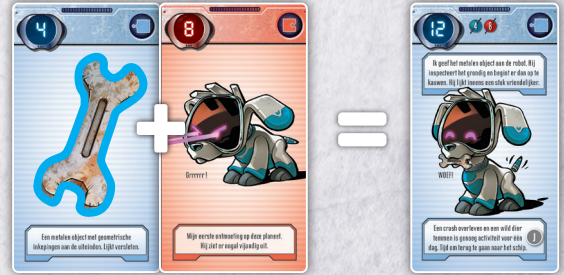 4
Een metalen object met geometrische
inkepingen aan de uiteinden. Lijkt versleten.
+
8
Grrrrrr !
Mijn eerste ontmoeting op deze planeet.
Hij ziet er nogal vijandig uit.
=
12 4 8
Ik geef het metalen object aan de robot. Hij
inspecteert het grondig en begint er dan op te
kauwen. Hij lijkt ineens een stuk vriendelijker.
WOEF!
Een crash overleven en een wild dier
temmen is genoeg activiteit voor één
dag. Tijd om terug te gaan naar het schip.